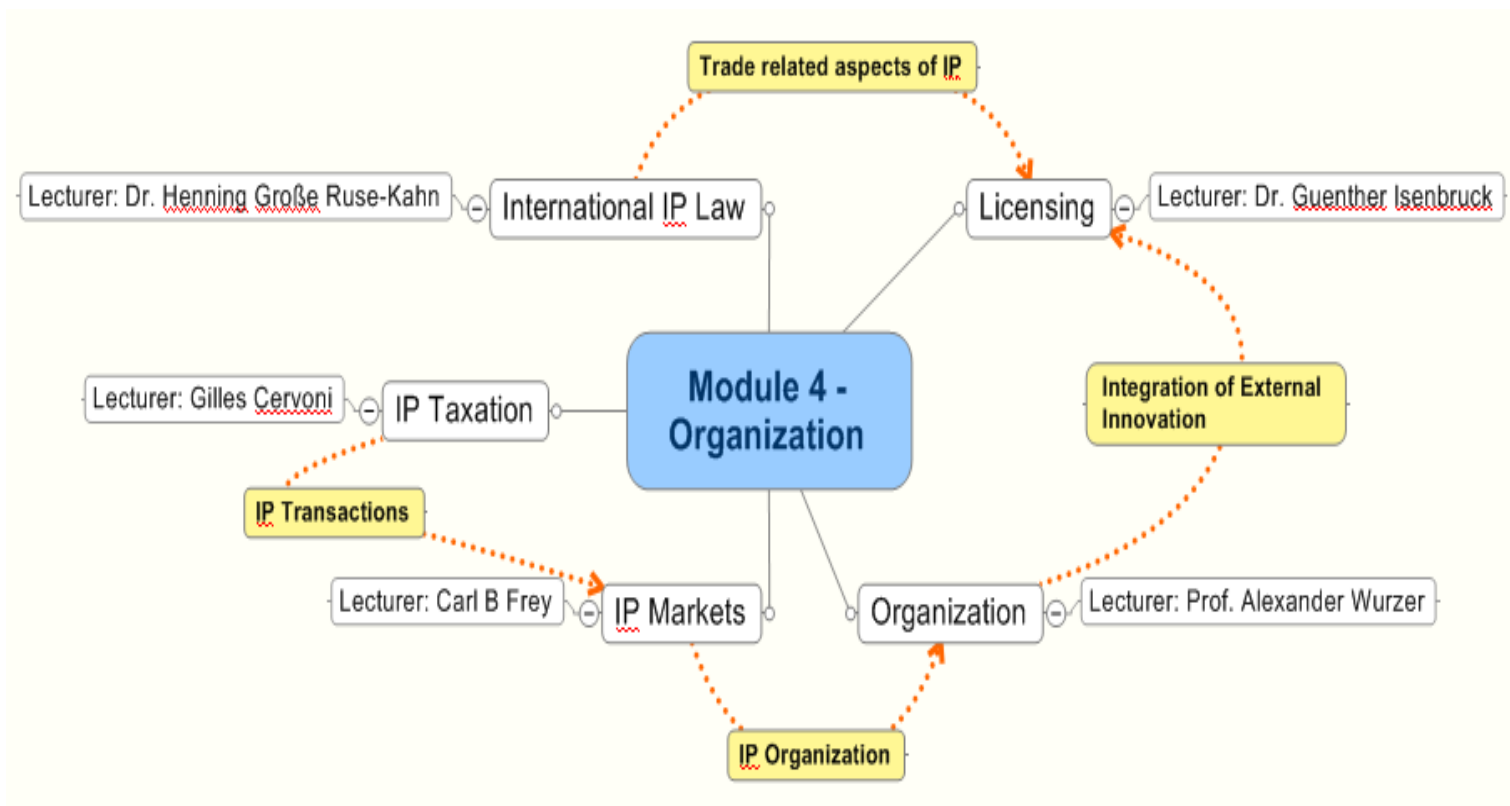 Trade related aspects of IP
Lecturer: Dr. Henning Große Ruse-Kahn
International IP Law
Licensing
Lecturer: Dr. Guenther Isenbruck
Module 4 -
Organization
Lecturer: Gilles Cervoni
IP Taxation
Integration of External
Innovation
IP Transactions
Lecturer: Carl B Frey
IP Markets
Organization
Lecturer: Prof. Alexander Wurzer
IP Organization